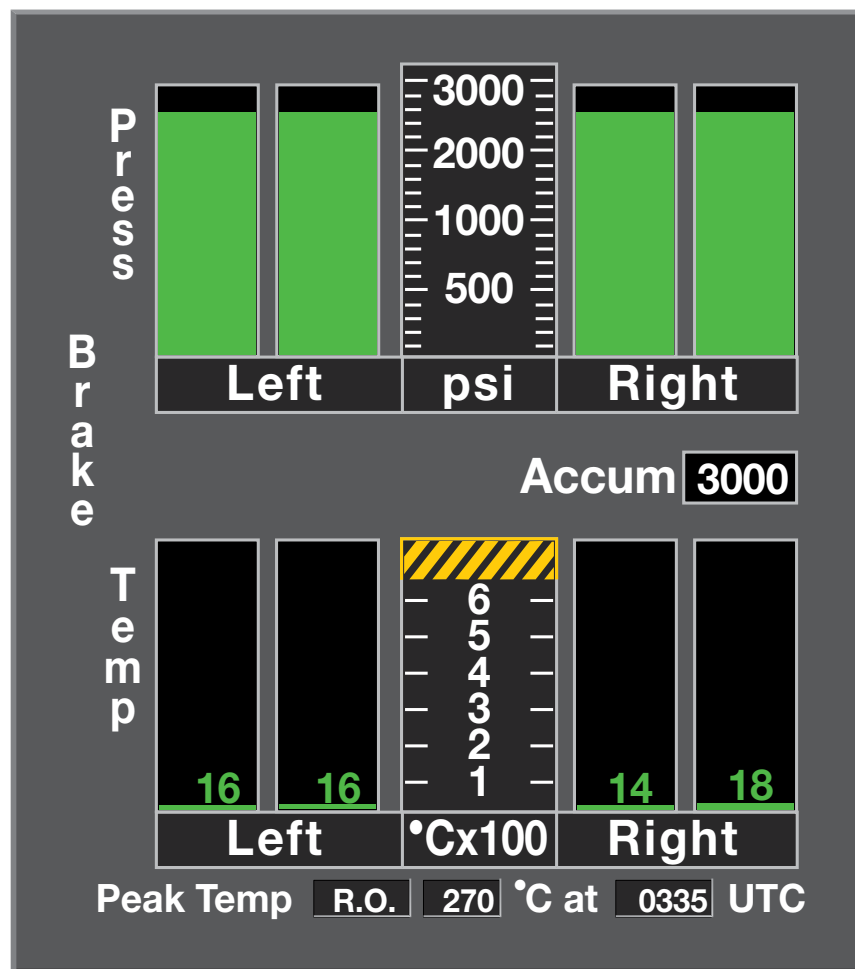 Brake
Press
3000
2000
1000
500
Left psi Right
Accum 3000
Temp
6
5
4
3
2
1
16 16 14 18
Left °Cx100 Right
Peak Temp R.O. 270 °C at 0335 UTC